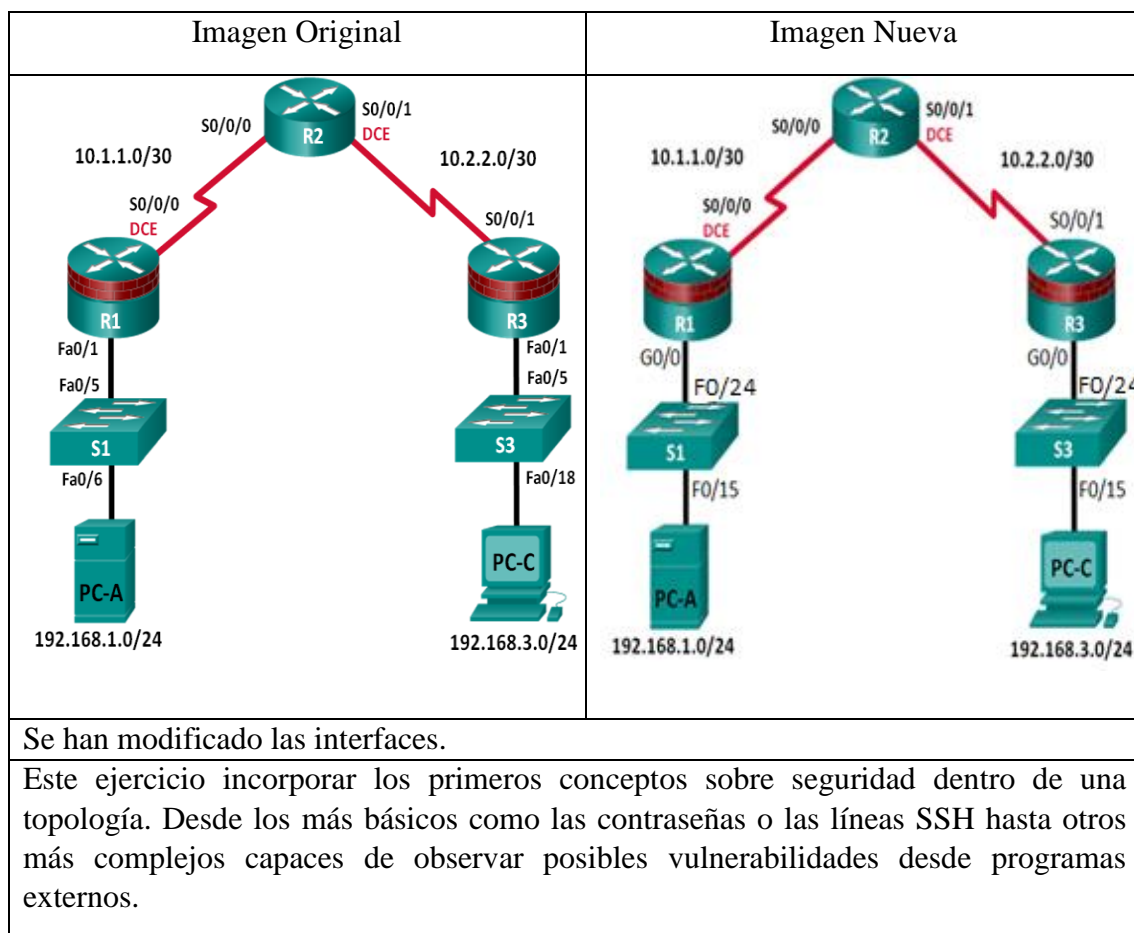 Imagen Original
Imagen Nueva
S0/0/0
R2
S0/0/1
DCE
10.1.1.0/30
10.2.2.0/30
S0/0/0
DCE
S0/0/1
R1
R3
Fa0/1
Fa0/1
Fa0/5
Fa0/5
S1
S3
Fa0/6
Fa0/18
PC-A
PC-C
192.168.1.0/24
192.168.3.0/24
S0/0/0
R2
S0/0/1
DCE
10.1.1.0/30
10.2.2.0/30
S0/0/0
DCE
S0/0/1
R1
R3
G0/0
G0/0
F0/24
F0/24
S1
S3
F0/15
F0/15
PC-A
PC-C
192.168.1.0/24
192.168.3.0/24
Se han modificado las interfaces.
Este ejercicio incorporar los primeros conceptos sobre seguridad dentro de una
topología. Desde los más básicos como las contraseñas o las líneas SSH hasta otros
más complejos capaces de observar posibles vulnerabilidades desde programas
externos.